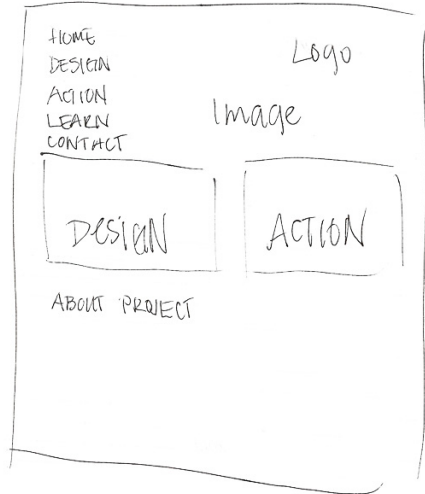 HOME
DESIGN
ACTION
LEARN
CONTACT
Logo
Image
DESIGN
ACTION
ABOUT PROJECT